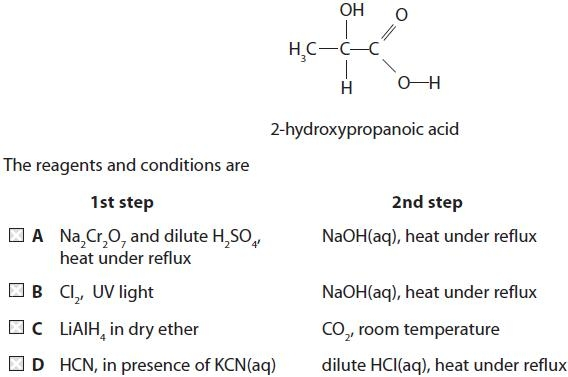 OH O
H₃C—C—C
H O—H
2-hydroxypropanoic acid
The reagents and conditions are
1st step 2nd step
A Na₂Cr₂O₇ and dilute H₂SO₄, NaOH(aq), heat under reflux
heat under reflux
B Cl₂, UV light NaOH(aq), heat under reflux
C LiAlH₄ in dry ether CO₂, room temperature
D HCN, in presence of KCN(aq) dilute HCl(aq), heat under reflux